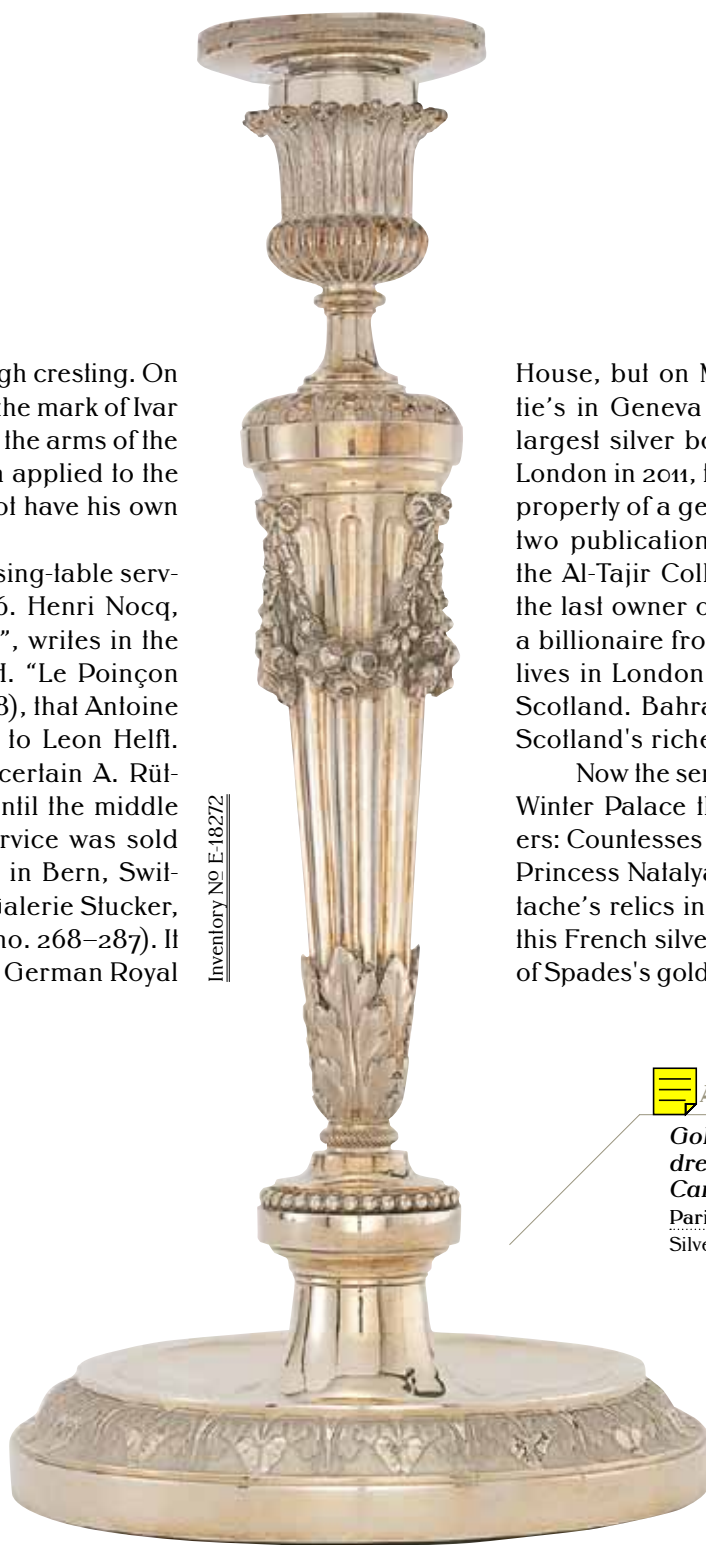 gh cresting. On
the mark of Ivar
the arms of the
n applied to the
ot have his own
sing-table serv-
6. Henri Nocq,
”, writes in the
H. “Le Poinçon
8), that Antoine
to Leon Helft.
certain A. Rüt-
ntil the middle
rvice was sold
in Bern, Swit-
Galerie Stucker,
no. 268–287). It
German Royal
Inventory № E-18272
House, but on M
tie's in Geneva
largest silver bo
London in 2011, t
property of a ge
two publication
the Al-Tajir Coll
the last owner o
a billionaire fro
lives in London
Scotland. Bahra
Scotland's riche
Now the ser
Winter Palace th
ers: Countesses
Princess Natalya
tache’s relics in
this French silve
of Spades's gold
Gol
dre
Can
Pari
Silve